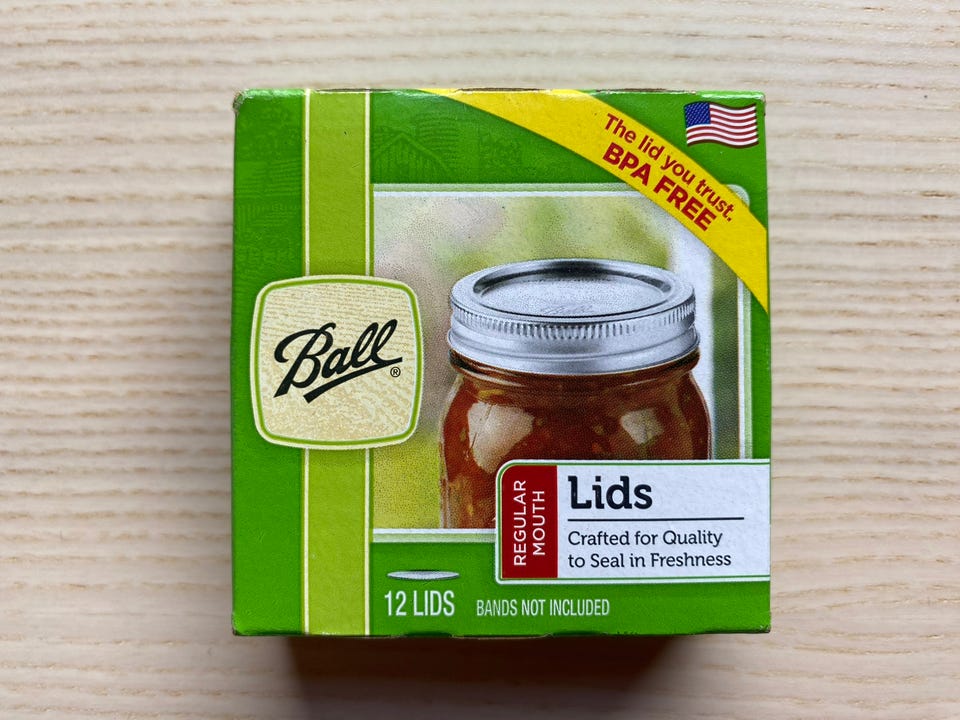 The lid you trust.
BPA FREE
Ball®
REGULAR
MOUTH
Lids
Crafted for Quality
to Seal in Freshness
12 LIDS BANDS NOT INCLUDED